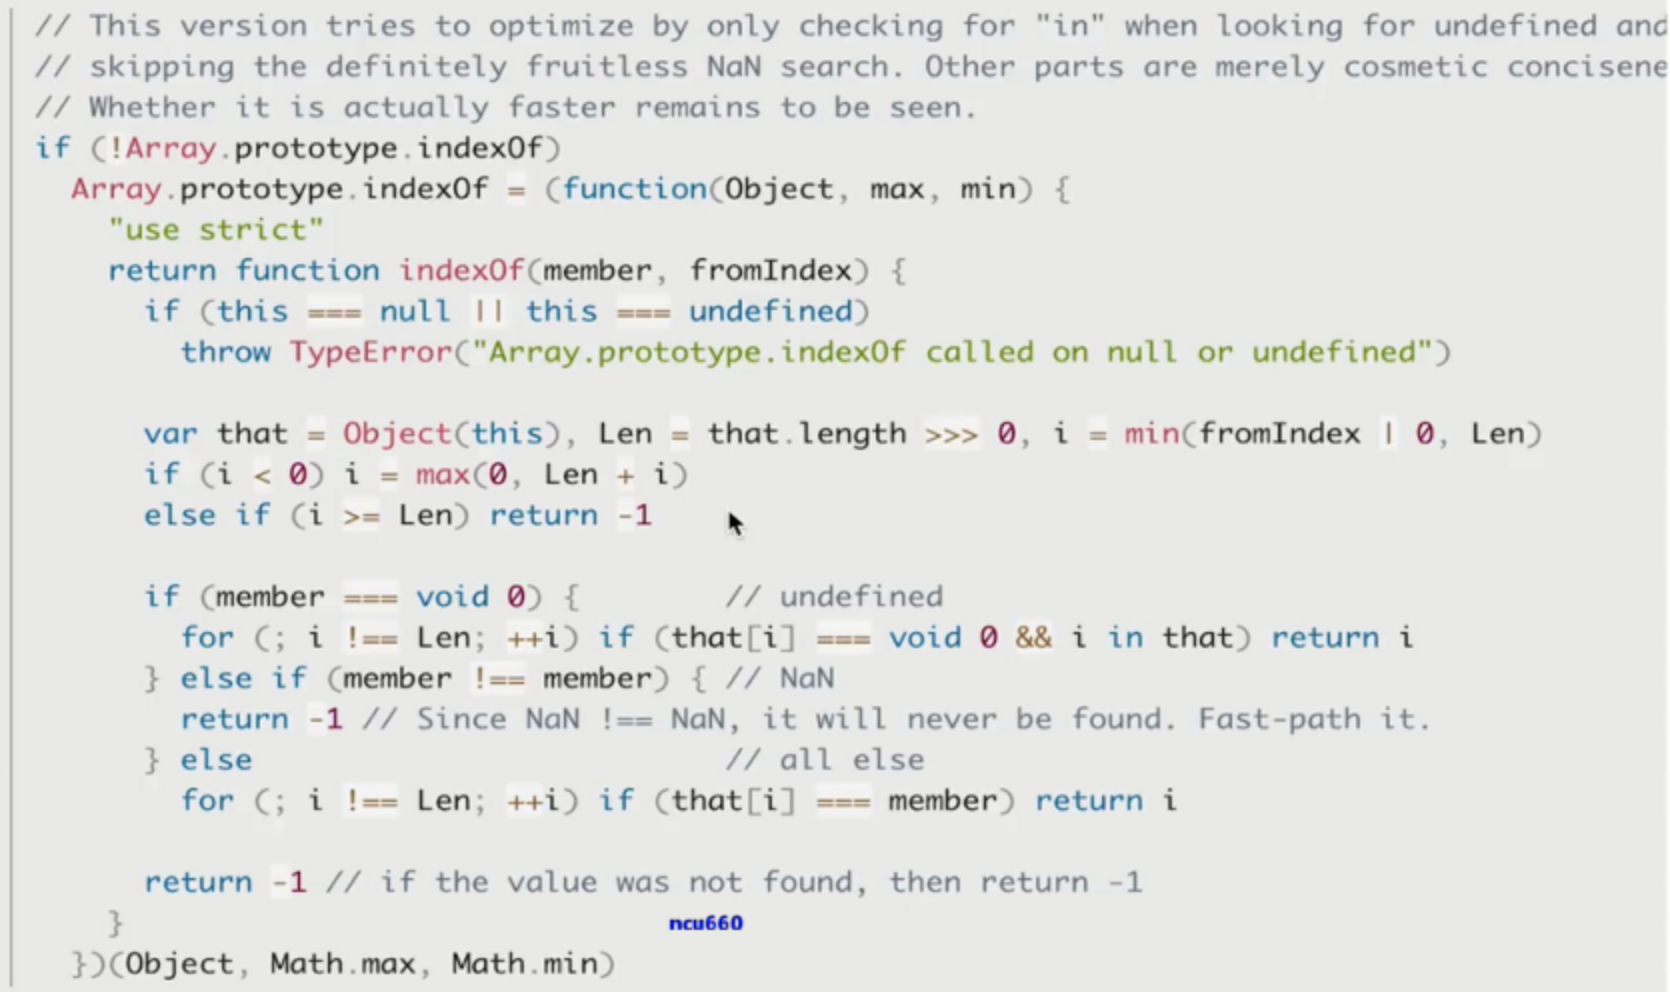 // This version tries to optimize by only checking for "in" when looking for undefined and
// skipping the definitely fruitless NaN search. Other parts are merely cosmetic concisene
// Whether it is actually faster remains to be seen.
if (!Array.prototype.indexOf)
  Array.prototype.indexOf = (function(Object, max, min) {
    "use strict"
    return function indexOf(member, fromIndex) {
      if (this === null || this === undefined)
        throw TypeError("Array.prototype.indexOf called on null or undefined")

      var that = Object(this), Len = that.length >>> 0, i = min(fromIndex | 0, Len)
      if (i < 0) i = max(0, Len + i)
      else if (i >= Len) return -1

      if (member === void 0) {        // undefined
        for (; i !== Len; ++i) if (that[i] === void 0 && i in that) return i
      } else if (member !== member) { // NaN
        return -1 // Since NaN !== NaN, it will never be found. Fast-path it.
      } else                          // all else
        for (; i !== Len; ++i) if (that[i] === member) return i

      return -1 // if the value was not found, then return -1
    }
ncu660
  })(Object, Math.max, Math.min)